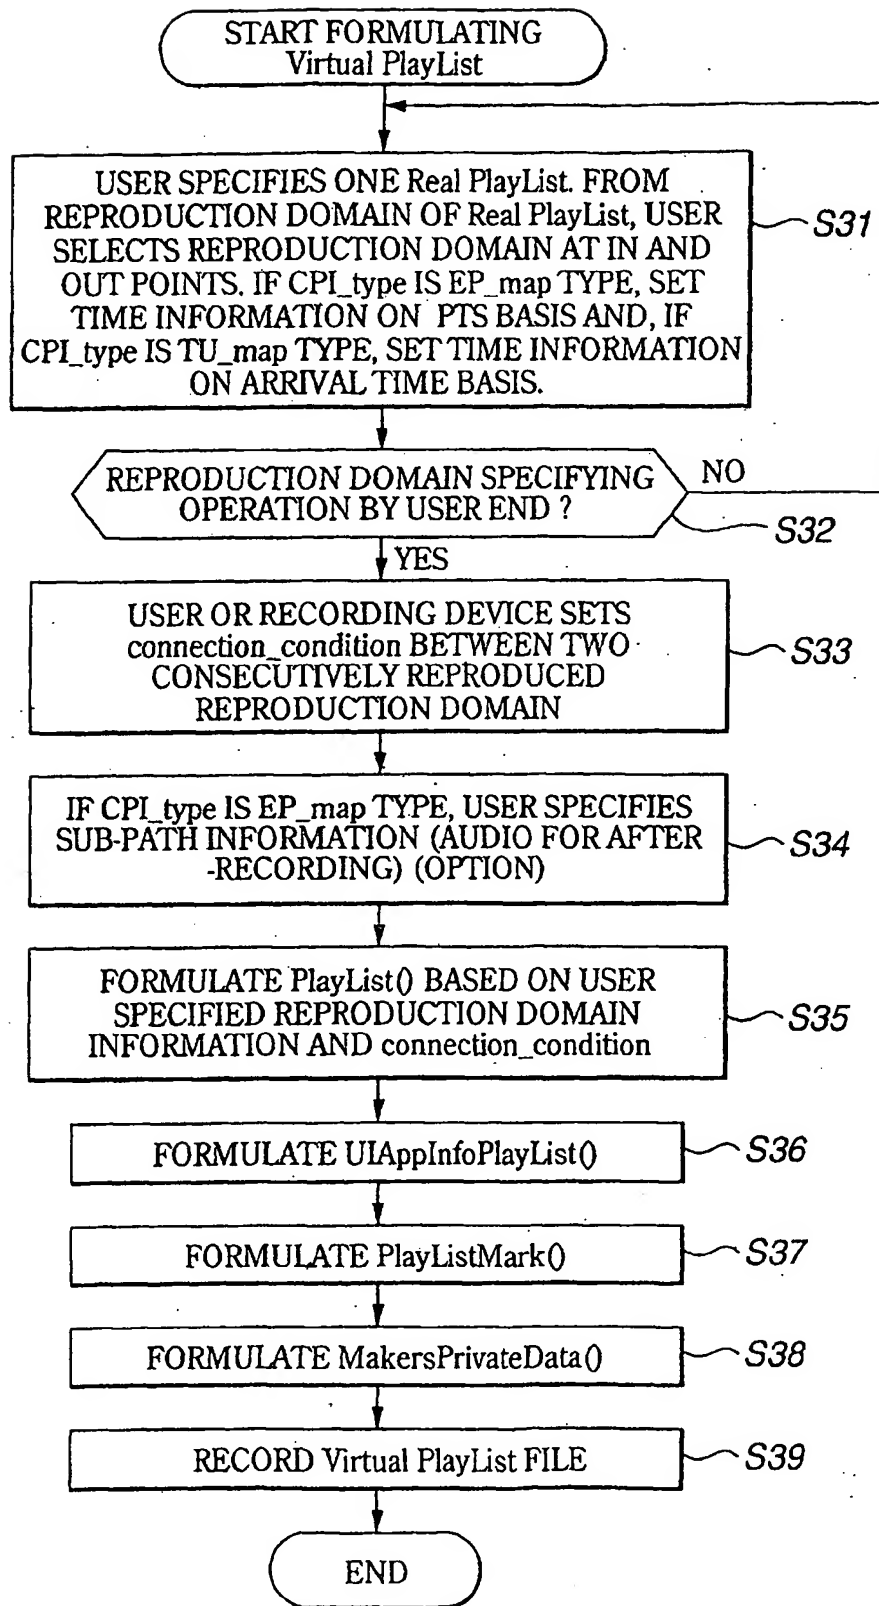 START FORMULATING
Virtual PlayList
USER SPECIFIES ONE Real PlayList. FROM
REPRODUCTION DOMAIN OF Real PlayList, USER
SELECTS REPRODUCTION DOMAIN AT IN AND
OUT POINTS. IF CPI_type IS EP_map TYPE, SET
TIME INFORMATION ON PTS BASIS AND, IF
CPI_type IS TU_map TYPE, SET TIME INFORMATION
ON ARRIVAL TIME BASIS.
S31
REPRODUCTION DOMAIN SPECIFYING
OPERATION BY USER END ?
NO
S32
YES
USER OR RECORDING DEVICE SETS
connection_condition BETWEEN TWO
CONSECUTIVELY REPRODUCED
REPRODUCTION DOMAIN
S33
IF CPI_type IS EP_map TYPE, USER SPECIFIES
SUB-PATH INFORMATION (AUDIO FOR AFTER
-RECORDING) (OPTION)
S34
FORMULATE PlayList() BASED ON USER
SPECIFIED REPRODUCTION DOMAIN
INFORMATION AND connection_condition
S35
FORMULATE UIAppInfoPlayList()
S36
FORMULATE PlayListMark()
S37
FORMULATE MakersPrivateData()
S38
RECORD Virtual PlayList FILE
S39
END